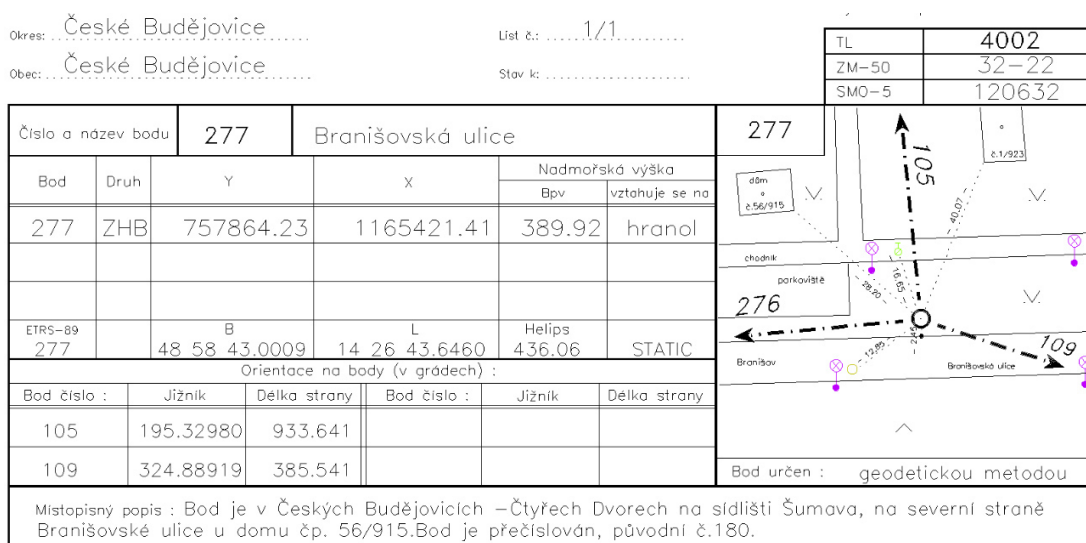 Okres: České Budějovice
List č.: 1/1
Obec: České Budějovice
Stav k:
TL 4002
ZM-50 32-22
SMO-5 120632
Číslo a název bodu 277 Branišovská ulice
Bod Druh Y X Nadmořská výška
Bpv vztahuje se na
277 ZHB 757864.23 1165421.41 389.92 hranol
ETRS-89 B L Helips
277 48 58 43.0009 14 26 43.6460 436.06 STATIC
Orientace na body (v grádech) :
Bod číslo : Jižník Délka strany Bod číslo : Jižník Délka strany
105 195.32980 933.641
109 324.88919 385.541
277
105
č.1/923
dům
č.56/915
40.07
chodník
parkoviště
16.65
28.20
276
109
12.85
Branišov
Branišovská ulice
Bod určen : geodetickou metodou
Místopisný popis : Bod je v Českých Budějovicích -Čtyřech Dvorech na sídlišti Šumava, na severní straně
Branišovské ulice u domu čp. 56/915.Bod je přečíslován, původní č.180.